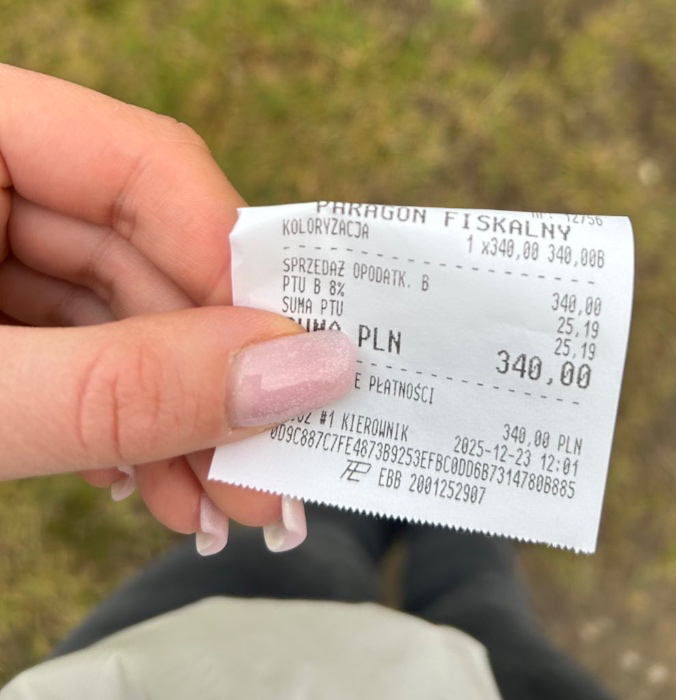 PARAGON FISKALNY
KOLORYZACJA 1 x340,00 340,00B
SPRZEDAŻ OPODATK. B 340,00
PTU B 8% 25,19
SUMA PTU 25,19
SUMA PLN 340,00
PŁATNOŚCI
340,00 PLN
#1 KIEROWNIK 2025-12-23 12:01
0D9C887C7FE4873B9253EFBC0DD6B7314780B885
EBB 2001252907